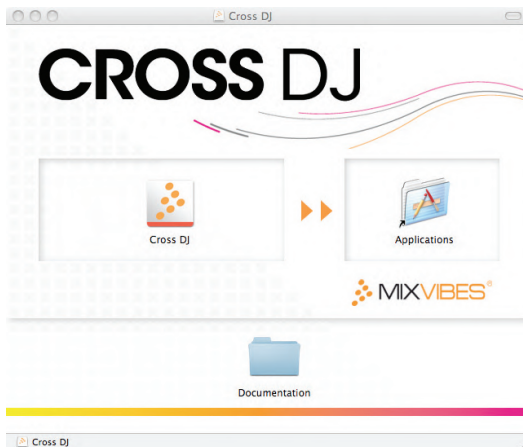 Cross DJ
CROSS DJ
Cross DJ
Applications
MIXVIBES®
Documentation
Cross DJ